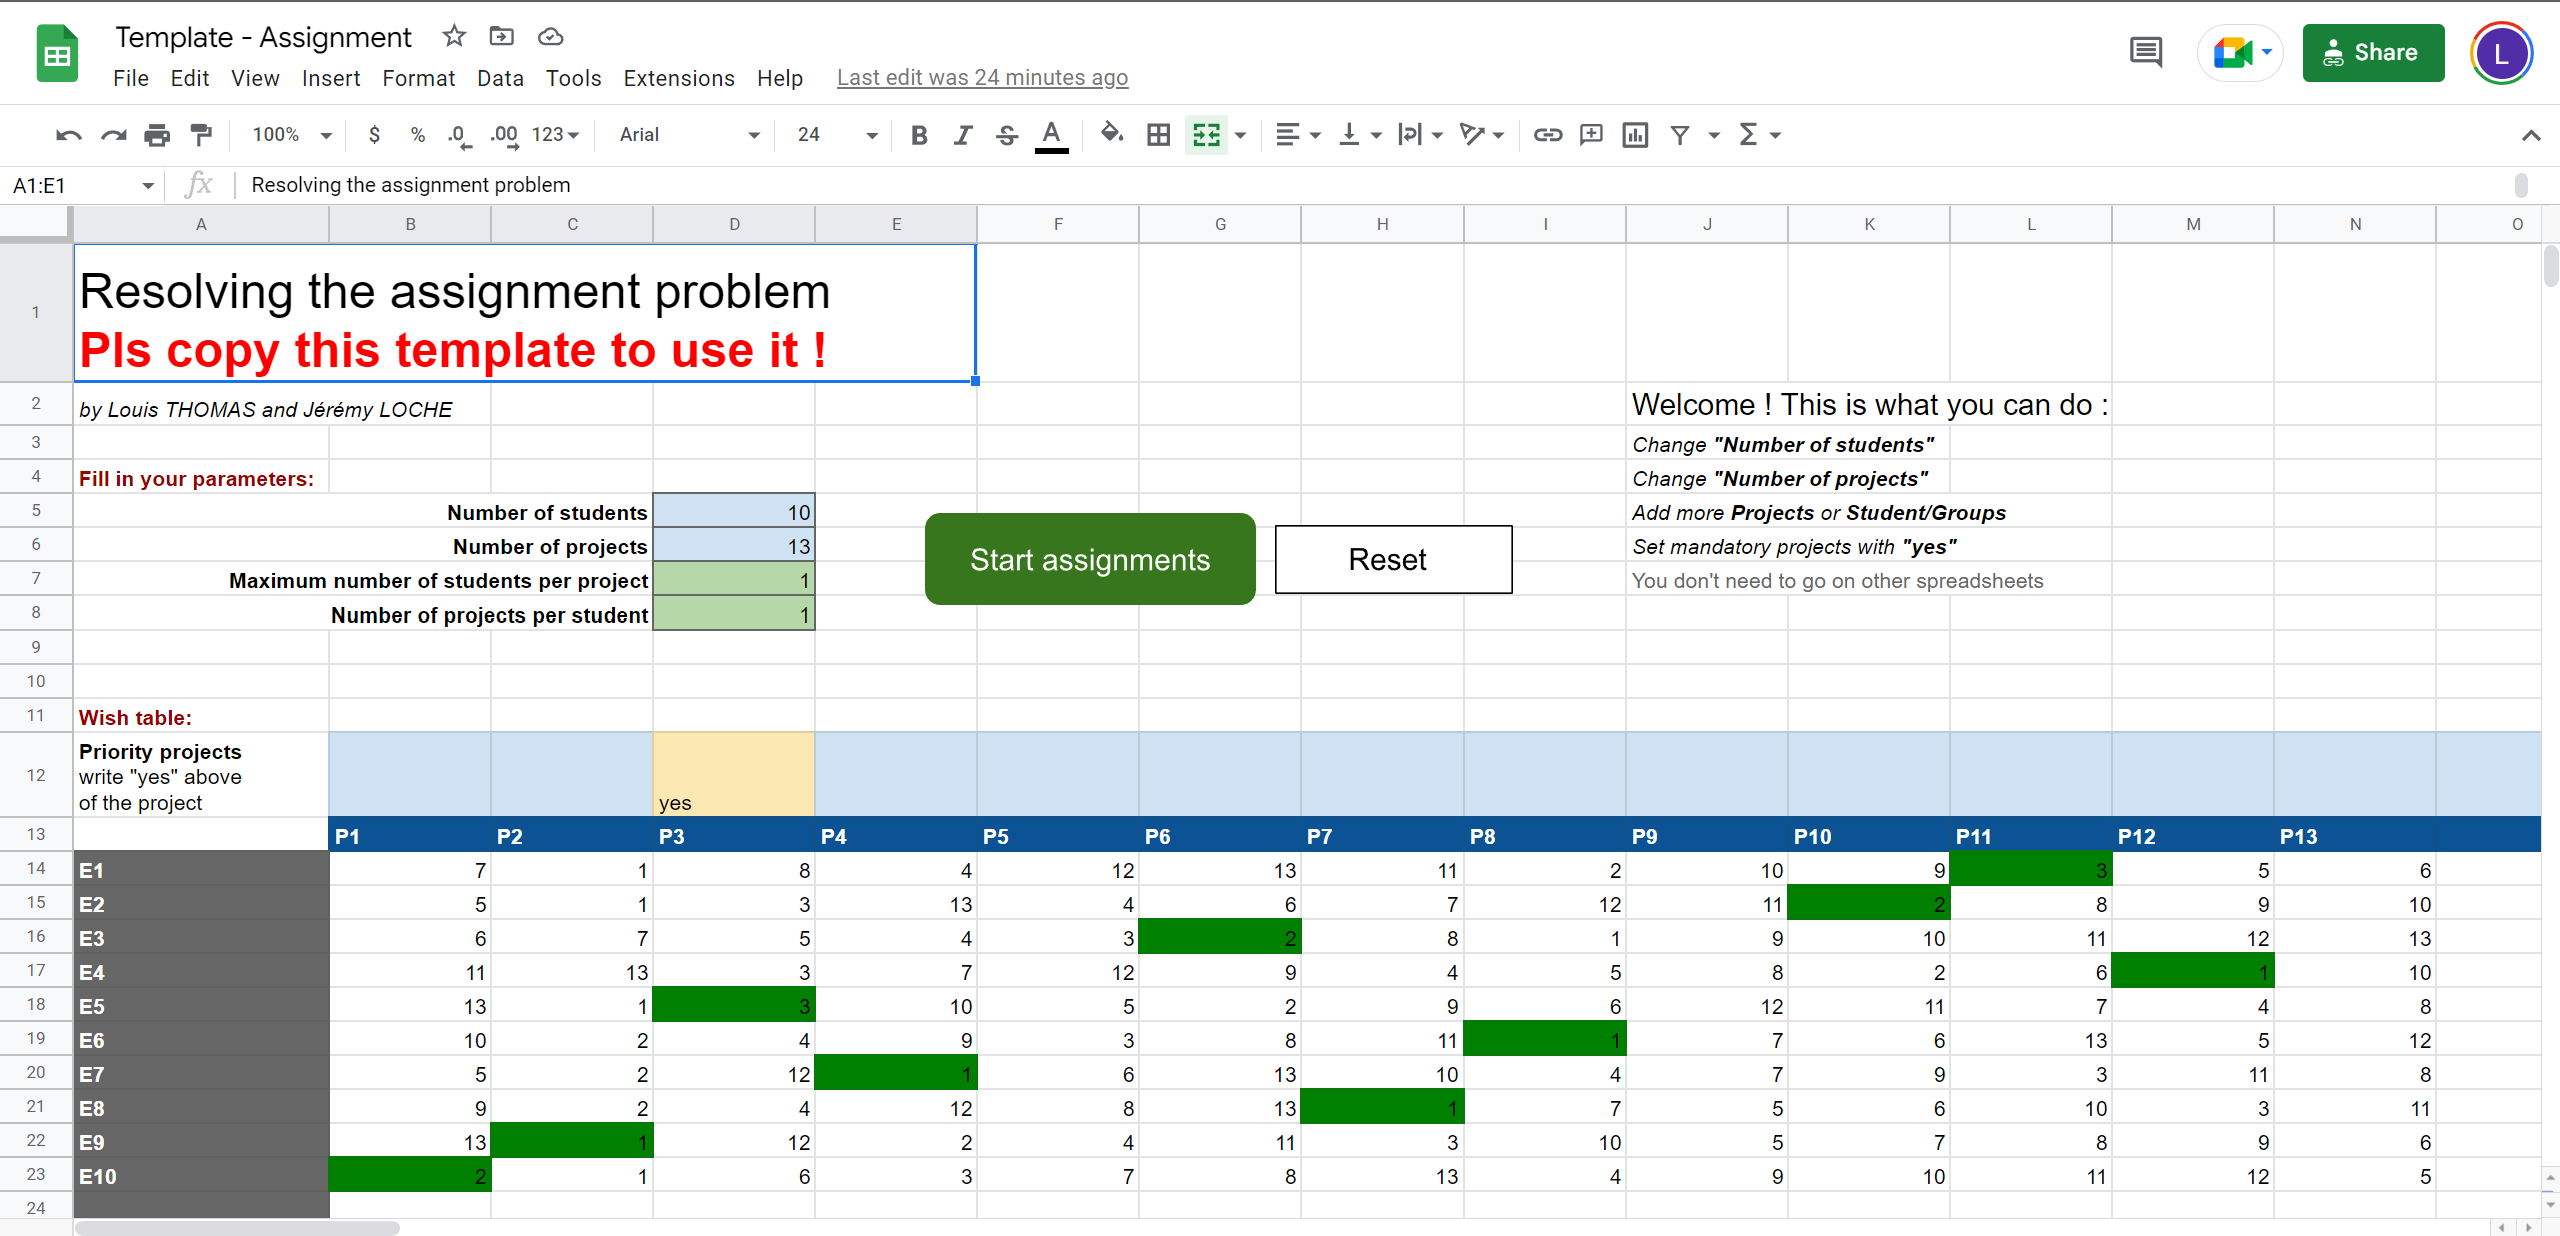 Template - Assignment
File Edit View Insert Format Data Tools Extensions Help Last edit was 24 minutes ago
Share
L
100% $ % .0 .00 123 Arial 24 B I S A
A1:E1 fx Resolving the assignment problem
A B C D E F G H I J K L M N O
1 Resolving the assignment problem
Pls copy this template to use it !
2 by Louis THOMAS and Jérémy LOCHE Welcome ! This is what you can do :
3 Change "Number of students"
4 Fill in your parameters: Change "Number of projects"
5 Number of students 10 Add more Projects or Student/Groups
6 Number of projects 13 Set mandatory projects with "yes"
7 Maximum number of students per project 1 You don't need to go on other spreadsheets
8 Number of projects per student 1
Start assignments Reset
9
10
11 Wish table:
12 Priority projects
write "yes" above
of the project yes
13 P1 P2 P3 P4 P5 P6 P7 P8 P9 P10 P11 P12 P13
14 E1 7 1 8 4 12 13 11 2 10 9 3 5 6
15 E2 5 1 3 13 4 6 7 12 11 2 8 9 10
16 E3 6 7 5 4 3 2 8 1 9 10 11 12 13
17 E4 11 13 3 7 12 9 4 5 8 2 6 1 10
18 E5 13 1 3 10 5 2 9 6 12 11 7 4 8
19 E6 10 2 4 9 3 8 11 1 7 6 13 5 12
20 E7 5 2 12 1 6 13 10 4 7 9 3 11 8
21 E8 9 2 4 12 8 13 1 7 5 6 10 3 11
22 E9 13 1 12 2 4 11 3 10 5 7 8 9 6
23 E10 2 1 6 3 7 8 13 4 9 10 11 12 5
24